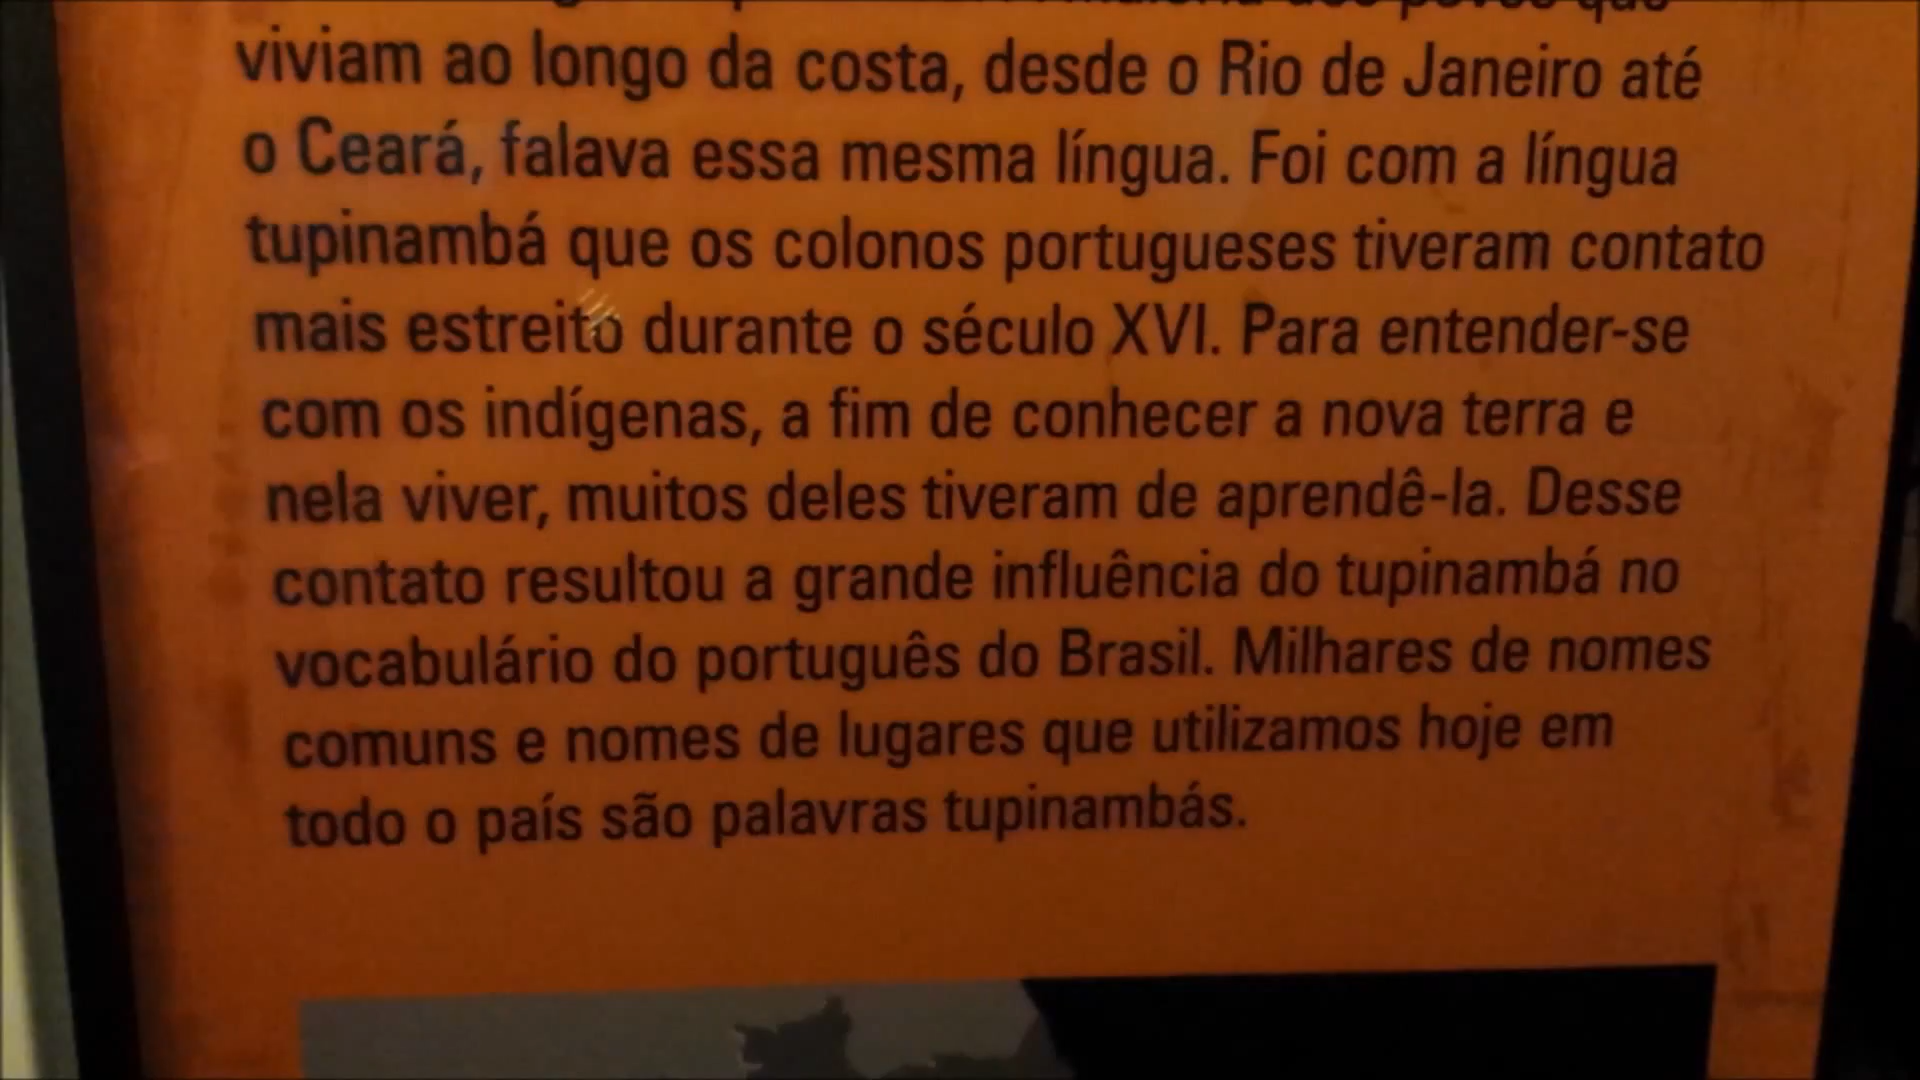 viviam ao longo da costa, desde o Rio de Janeiro até
o Ceará, falava essa mesma língua. Foi com a língua
tupinambá que os colonos portugueses tiveram contato
mais estreito durante o século XVI. Para entender-se
com os indígenas, a fim de conhecer a nova terra e
nela viver, muitos deles tiveram de aprendê-la. Desse
contato resultou a grande influência do tupinambá no
vocabulário do português do Brasil. Milhares de nomes
comuns e nomes de lugares que utilizamos hoje em
todo o país são palavras tupinambás.